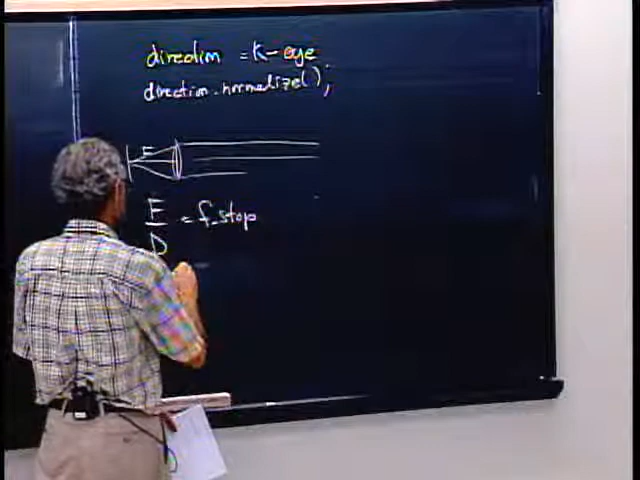 direction = K - eye
direction.normalize();
F
F
D
= f_stop